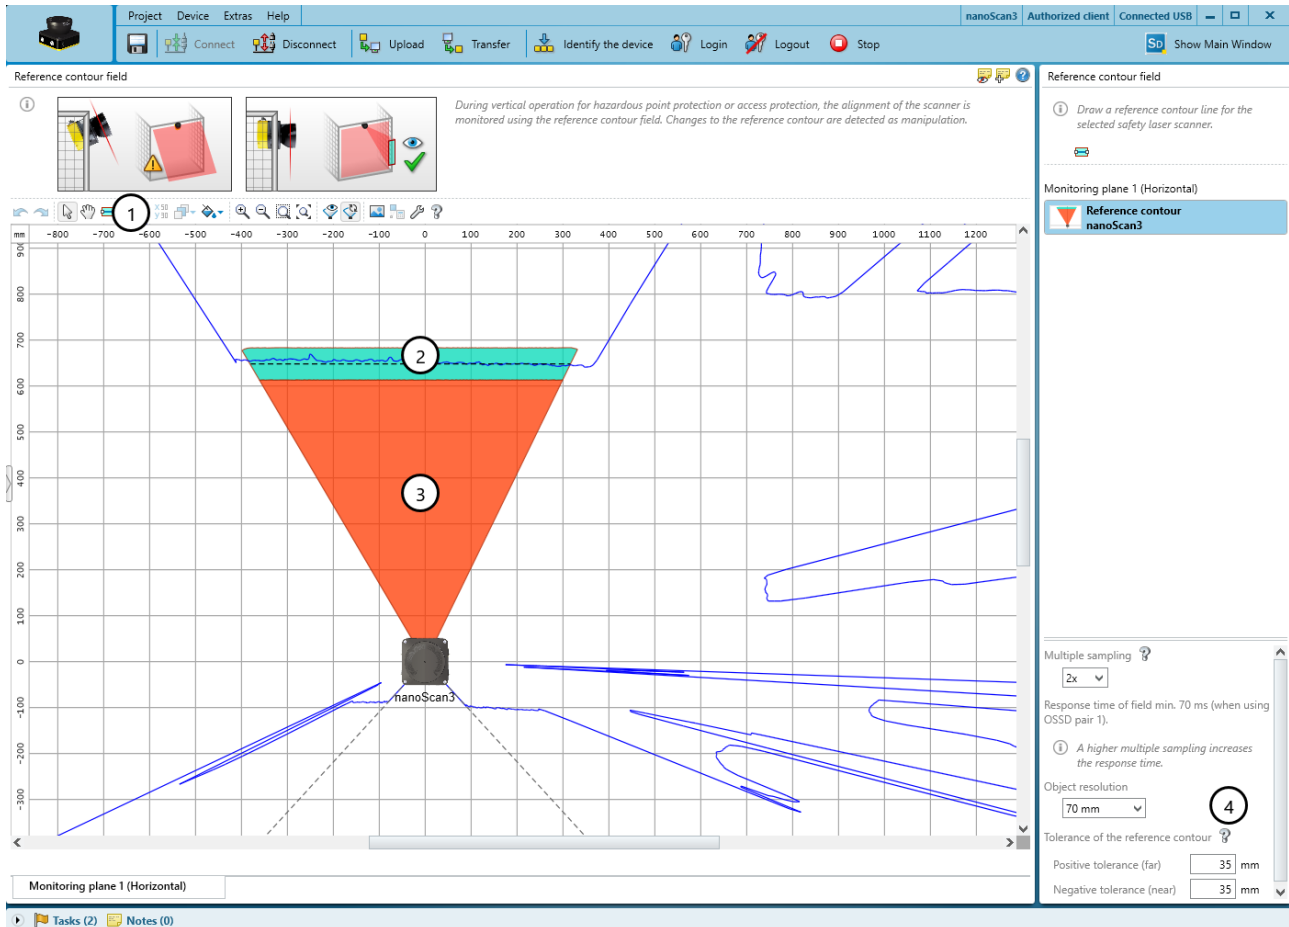 Project Device Extras Help
nanoScan3 Authorized client Connected USB
Connect Disconnect Upload Transfer Identify the device Login Logout Stop
SD Show Main Window
Reference contour field
During vertical operation for hazardous point protection or access protection, the alignment of the scanner is
monitored using the reference contour field. Changes to the reference contour are detected as manipulation.
1
mm -800 -700 -600 -500 -400 -300 -200 -100 0 100 200 300 400 500 600 700 800 900 1000 1100 1200
800
700
2
600
500
400
3
300
200
100
0
nanoScan3
-100
-200
-300
Monitoring plane 1 (Horizontal)
Tasks (2) Notes (0)
Reference contour field
Draw a reference contour line for the
selected safety laser scanner.
Monitoring plane 1 (Horizontal)
Reference contour
nanoScan3
Multiple sampling
2x
Response time of field min. 70 ms (when using
OSSD pair 1).
A higher multiple sampling increases
the response time.
Object resolution
70 mm
4
Tolerance of the reference contour
Positive tolerance (far) 35 mm
Negative tolerance (near) 35 mm